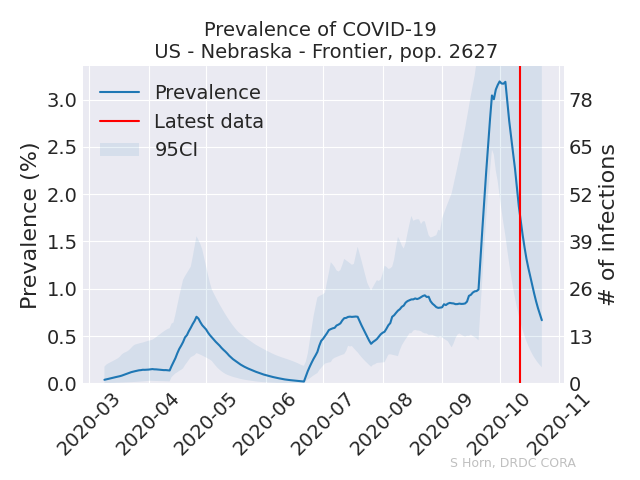 Prevalence of COVID-19
US - Nebraska - Frontier, pop. 2627
Prevalence
Latest data
95CI
Prevalence (%)
3.0
2.5
2.0
1.5
1.0
0.5
0.0
78
65
52
39
26
13
0
# of infections
2020-03
2020-04
2020-05
2020-06
2020-07
2020-08
2020-09
2020-10
2020-11
S Horn, DRDC CORA